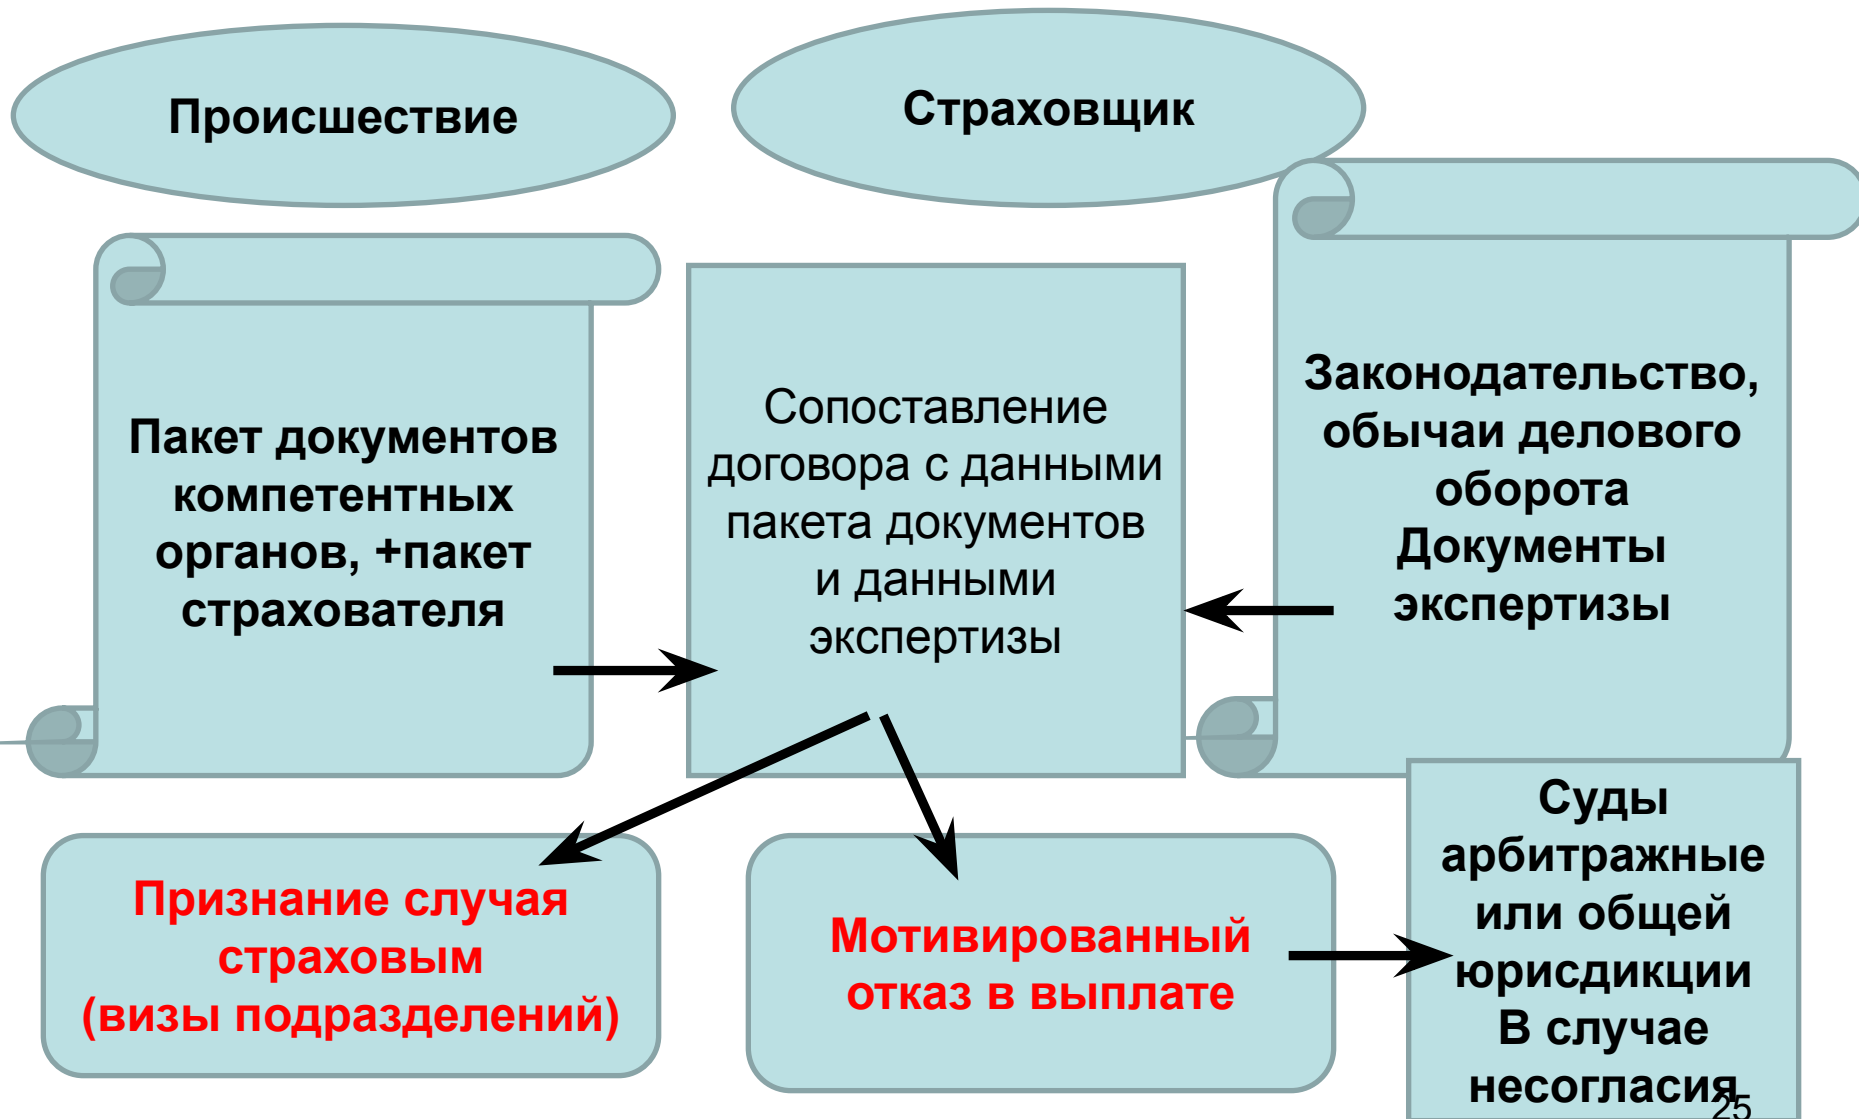 Происшествие
Страховщик
Пакет документов
компетентных
органов, +пакет
страхователя
Сопоставление
договора с данными
пакета документов
и данными
экспертизы
Законодательство,
обычаи делового
оборота
Документы
экспертизы
Признание случая
страховым
(визы подразделений)
Мотивированный
отказ в выплате
Суды
арбитражные
или общей
юрисдикции
В случае
несогласия
25